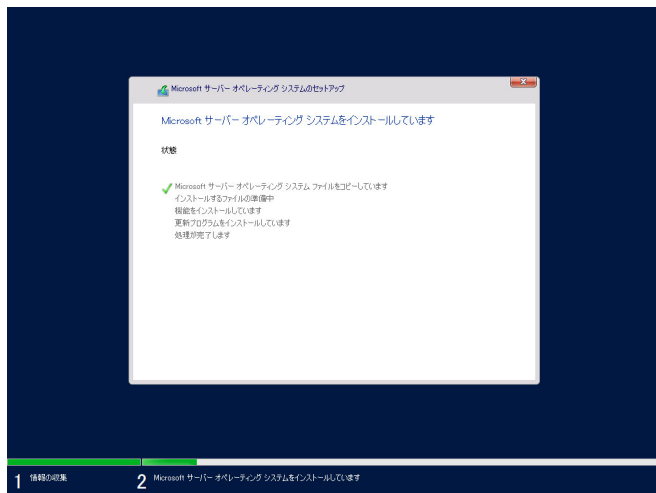 Microsoft サーバー オペレーティング システムのセットアップ
Microsoft サーバー オペレーティング システムをインストールしています
状態
Microsoft サーバー オペレーティング システム ファイルをコピーしています
インストールするファイルの準備中
機能をインストールしています
更新プログラムをインストールしています
処理が完了します
1 情報の収集
2 Microsoft サーバー オペレーティング システムをインストールしています